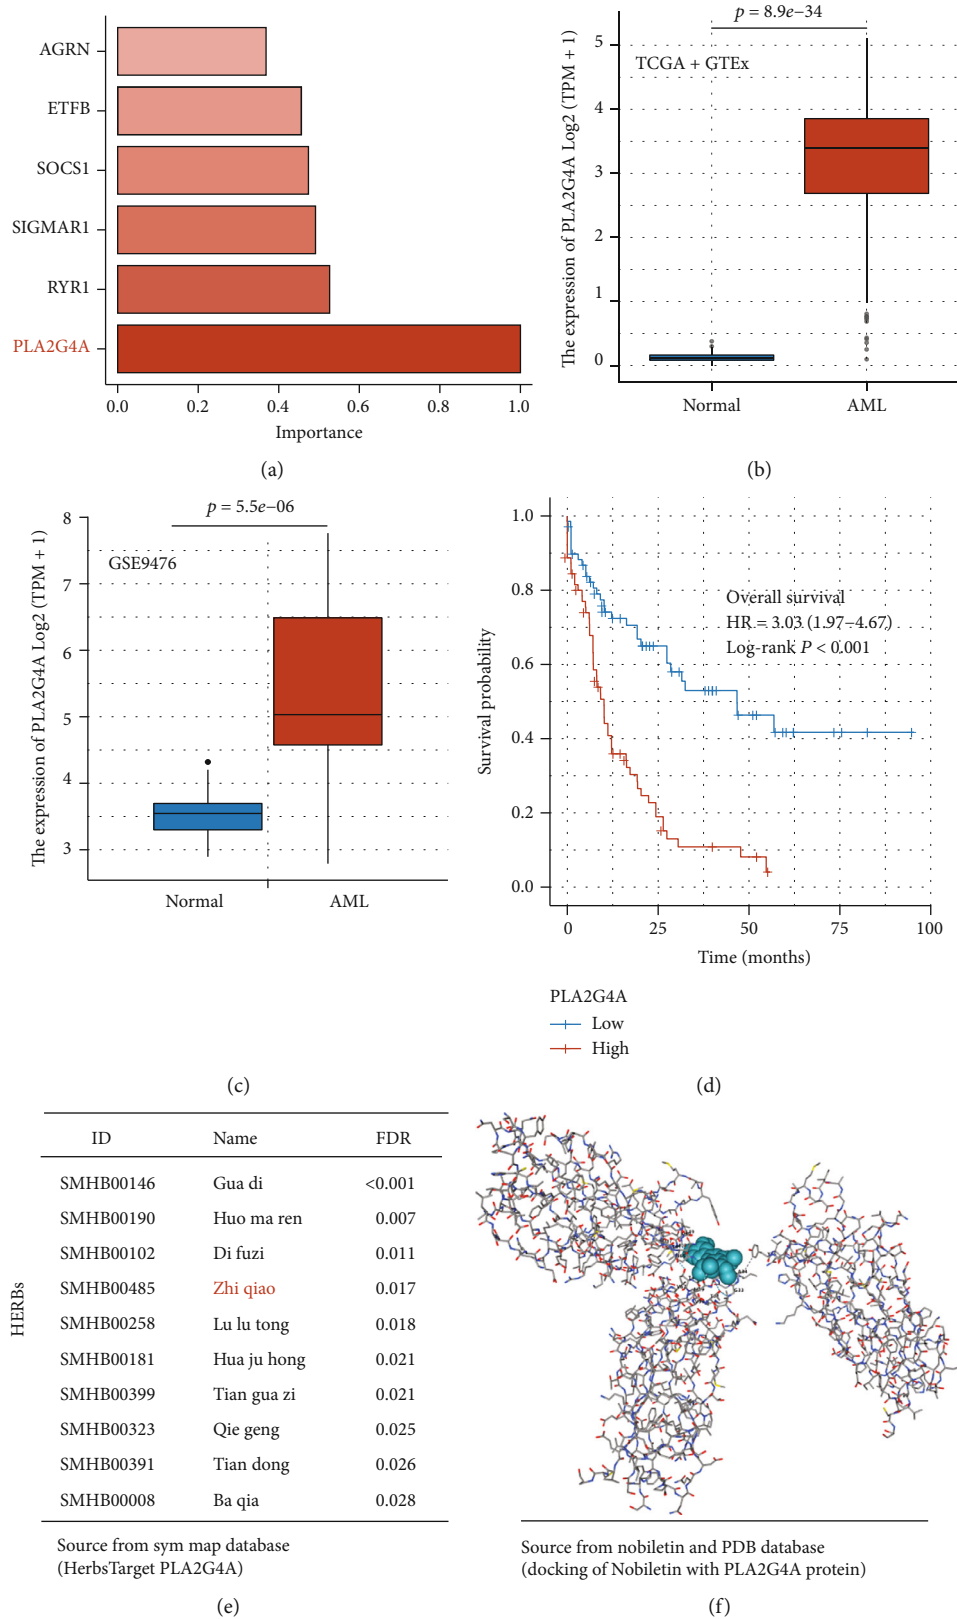 AGRN
ETFB
SOCS1
SIGMAR1
RYR1
PLA2G4A
0.0 0.2 0.4 0.6 0.8 1.0
Importance
(a)
p = 8.9e−34
TCGA + GTEx
The expression of PLA2G4A Log2 (TPM + 1)
5
4
3
2
1
0
Normal AML
(b)
p = 5.5e−06
GSE9476
The expression of PLA2G4A Log2 (TPM + 1)
8
7
6
5
4
3
Normal AML
(c)
Survival probability
1.0
0.8
0.6
0.4
0.2
0.0
Overall survival
HR = 3.03 (1.97−4.67)
Log-rank P < 0.001
0 25 50 75 100
Time (months)
PLA2G4A
Low
High
(d)
HERBs
ID Name FDR
SMHB00146 Gua di <0.001
SMHB00190 Huo ma ren 0.007
SMHB00102 Di fuzi 0.011
SMHB00485 Zhi qiao 0.017
SMHB00258 Lu lu tong 0.018
SMHB00181 Hua ju hong 0.021
SMHB00399 Tian gua zi 0.021
SMHB00323 Qie geng 0.025
SMHB00391 Tian dong 0.026
SMHB00008 Ba qia 0.028
Source from sym map database
(HerbsTarget PLA2G4A)
(e)
Source from nobiletin and PDB database
(docking of Nobiletin with PLA2G4A protein)
(f)